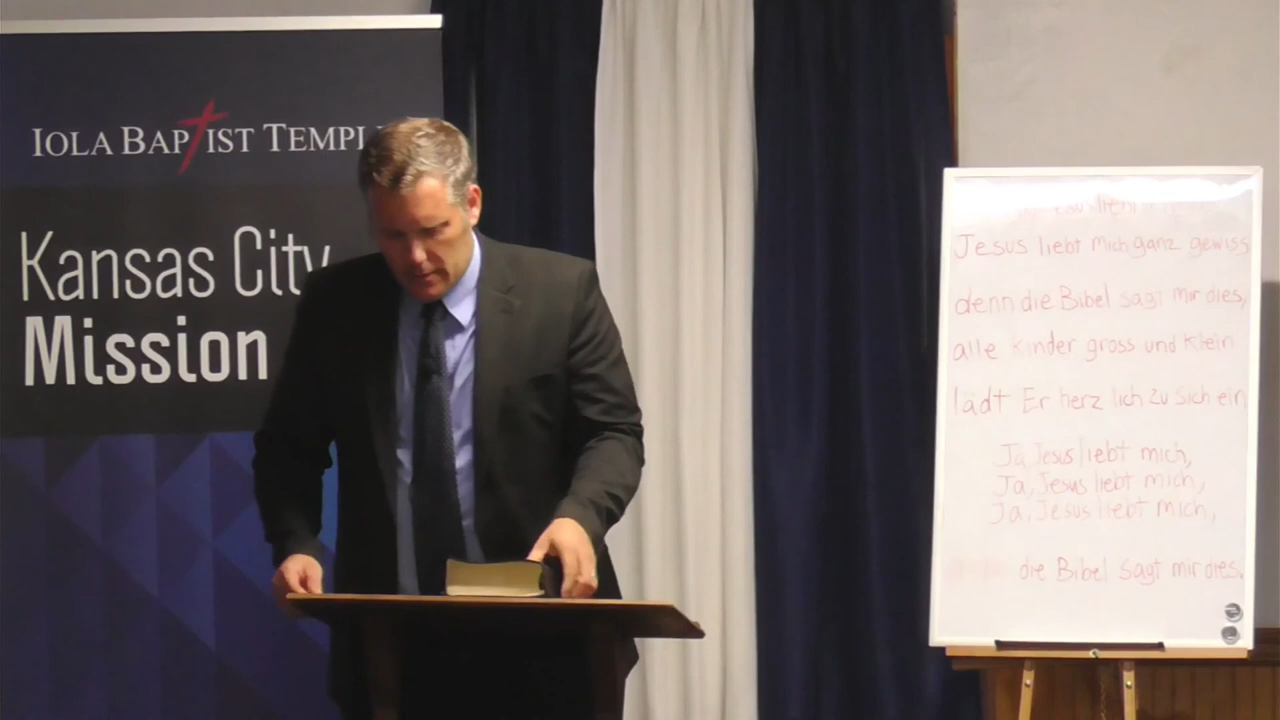 IOLA BAPTIST TEMPL
Kansas City
Mission
Jesus liebt mich ganz gewiss,
denn die Bibel sagt mir dies,
alle kinder gross und klein
lädt Er herz lich zu Sich ein
Ja, Jesus liebt mich,
Ja, Jesus liebt mich,
Ja, Jesus liebt mich,
die Bibel sagt mir dies.